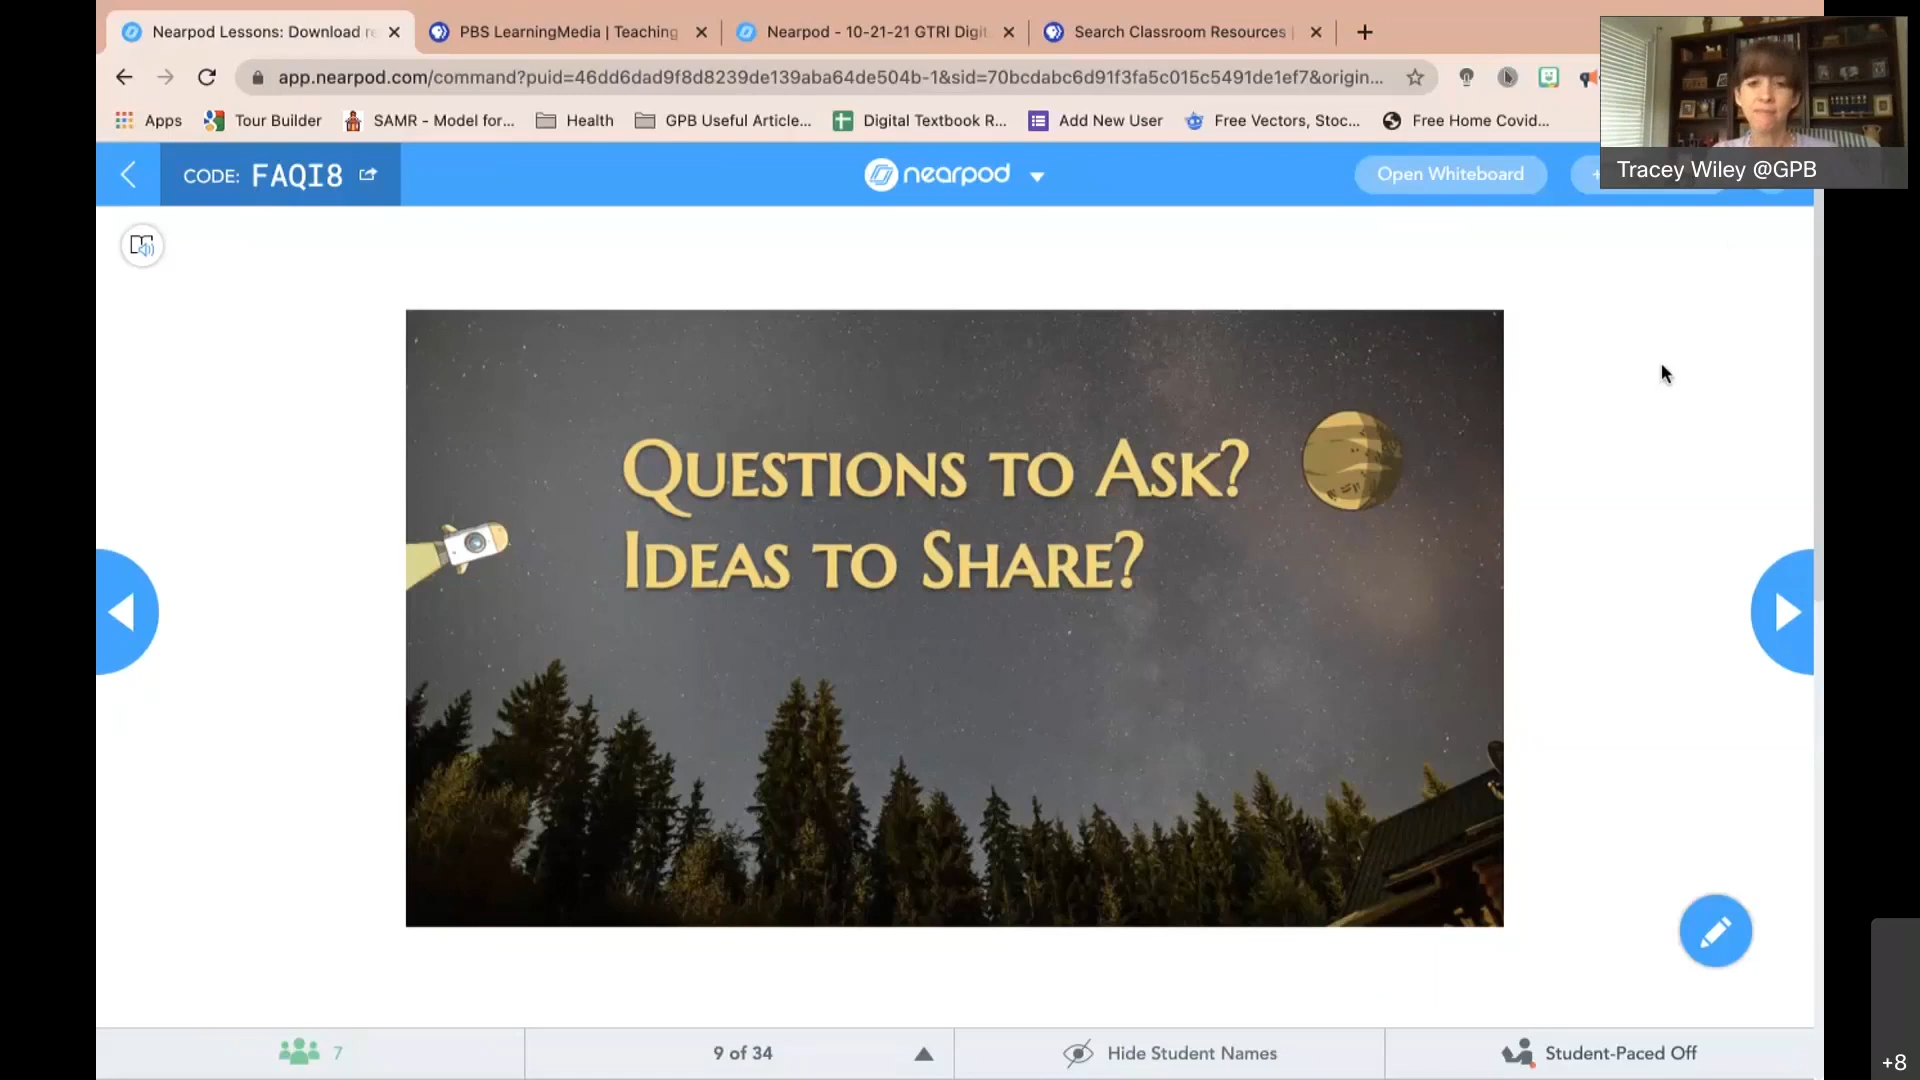 Nearpod Lessons: Download re
PBS LearningMedia | Teaching
Nearpod - 10-21-21 GTRI Digit
Search Classroom Resources |
app.nearpod.com/command?puid=46dd6dad9f8d8239de139aba64de504b-1&sid=70bcdabc6d91f3fa5c015c5491de1ef7&origin...
Apps
Tour Builder
SAMR - Model for...
Health
GPB Useful Article...
Digital Textbook R...
Add New User
Free Vectors, Stoc...
Free Home Covid...
Tracey Wiley @GPB
CODE: FAQI8
nearpod
Open Whiteboard
+
QUESTIONS TO ASK?
IDEAS TO SHARE?
7
9 of 34
Hide Student Names
Student-Paced Off
+8